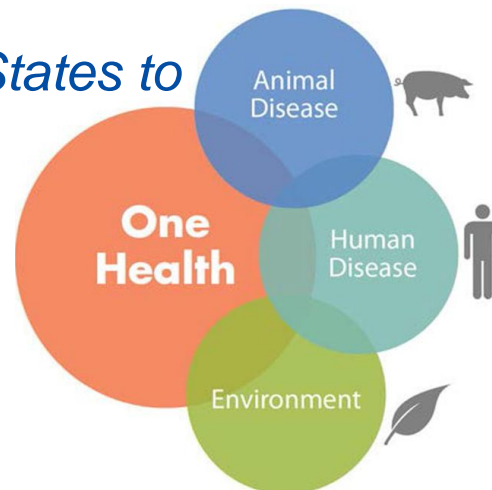 States to
Animal
Disease
One
Health
Human
Disease
Environment